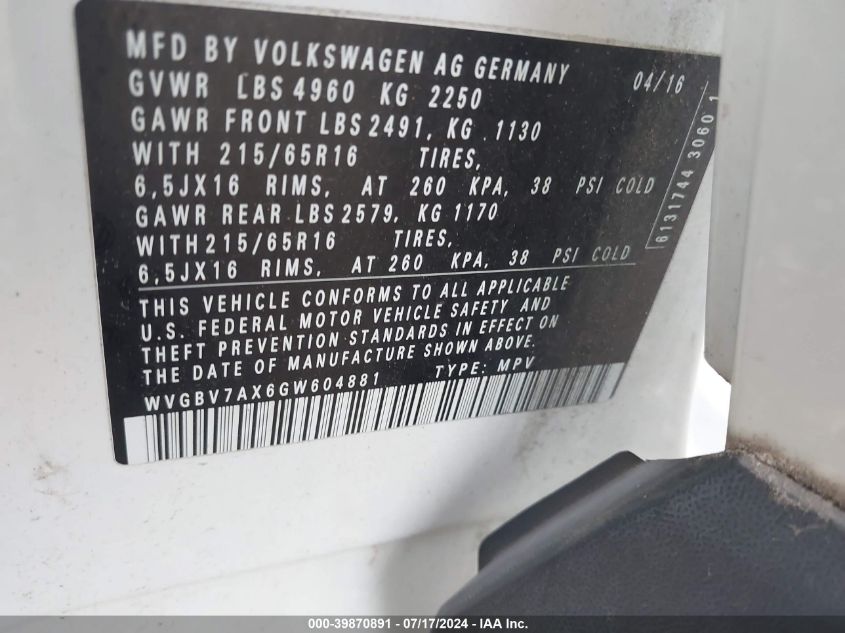 MFD BY VOLKSWAGEN AG GERMANY 04/16
GVWR LBS 4960 KG 2250
GAWR FRONT LBS 2491, KG 1130
WITH 215/65R16 TIRES,
6,5JX16 RIMS, AT 260 KPA, 38 PSI COLD
GAWR REAR LBS 2579, KG 1170
WITH 215/65R16 TIRES,
6,5JX16 RIMS, AT 260 KPA, 38 PSI COLD
6131744 3060 1
THIS VEHICLE CONFORMS TO ALL APPLICABLE
U.S. FEDERAL MOTOR VEHICLE SAFETY AND
THEFT PREVENTION STANDARDS IN EFFECT ON
THE DATE OF MANUFACTURE SHOWN ABOVE.
WVGBV7AX6GW604881 TYPE: MPV
000-39870891 - 07/17/2024 - IAA Inc.